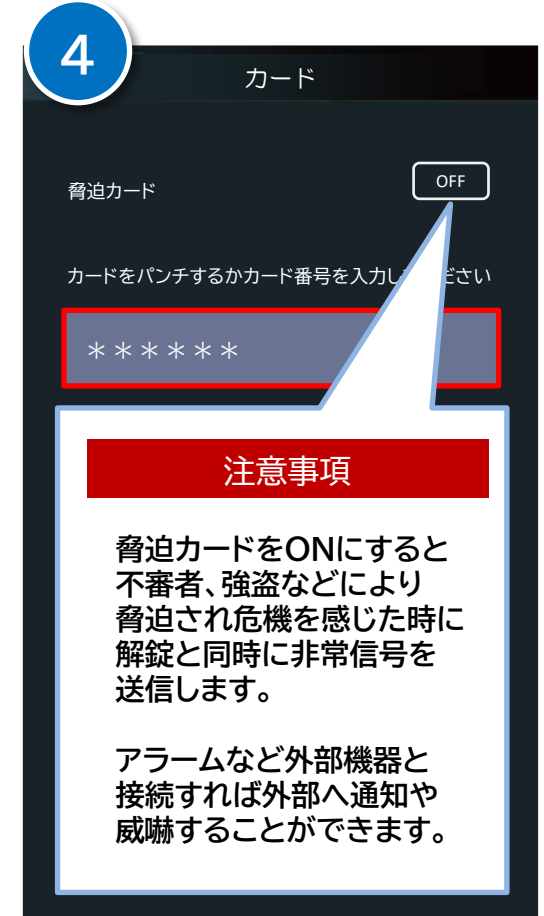 4
カード
脅迫カード
OFF
カードをパンチするかカード番号を入力し ださい
＊＊＊＊＊＊
注意事項
脅迫カードをONにすると
不審者、強盗などにより
脅迫され危機を感じた時に
解錠と同時に非常信号を
送信します。
アラームなど外部機器と
接続すれば外部へ通知や
威嚇することができます。